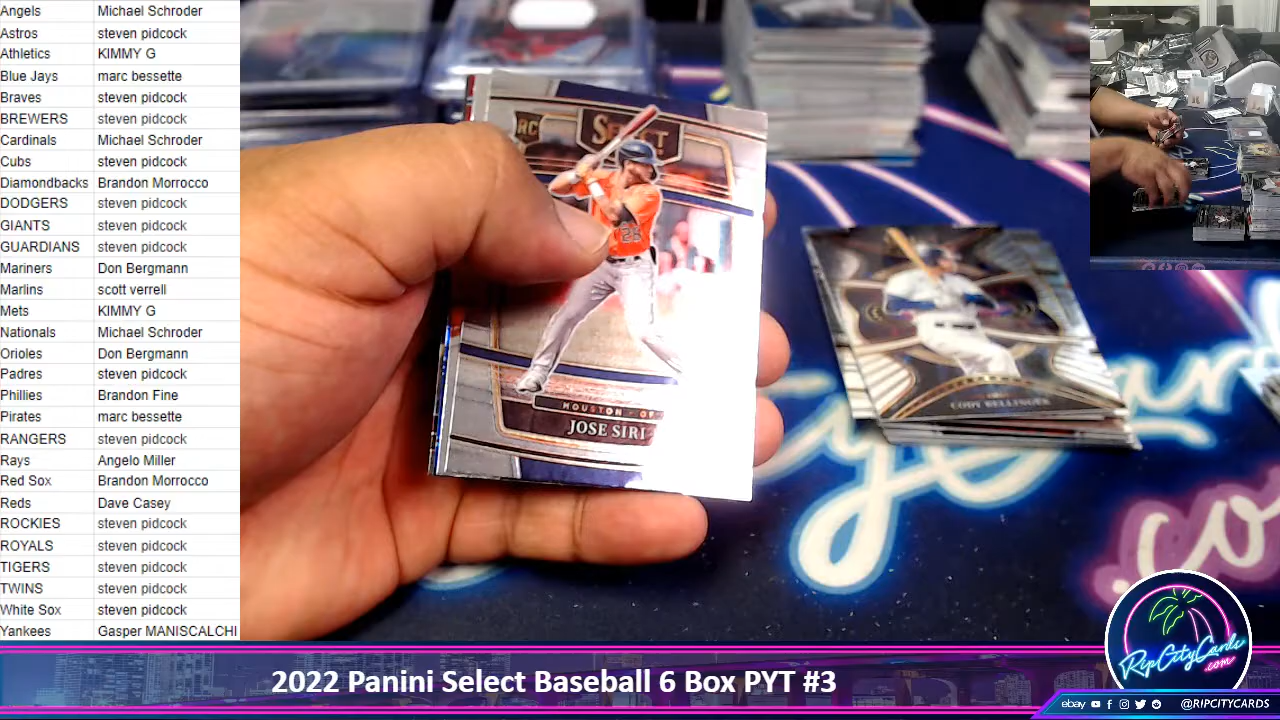 Angels Michael Schroder
Astros steven pidcock
Athletics KIMMY G
Blue Jays marc bessette
Braves steven pidcock
BREWERS steven pidcock
Cardinals Michael Schroder
Cubs steven pidcock
Diamondbacks Brandon Morrocco
DODGERS steven pidcock
GIANTS steven pidcock
GUARDIANS steven pidcock
Mariners Don Bergmann
Marlins scott verrell
Mets KIMMY G
Nationals Michael Schroder
Orioles Don Bergmann
Padres steven pidcock
Phillies Brandon Fine
Pirates marc bessette
RANGERS steven pidcock
Rays Angelo Miller
Red Sox Brandon Morrocco
Reds Dave Casey
ROCKIES steven pidcock
ROYALS steven pidcock
TIGERS steven pidcock
TWINS steven pidcock
White Sox steven pidcock
Yankees Gasper MANISCALCHI
RC
SELECT
25
HOUSTON - OF
JOSE SIRI
CODY BELLINGER
.co
RipCityCards
.com
2022 Panini Select Baseball 6 Box PYT #3
ebay @RIPCITYCARDS